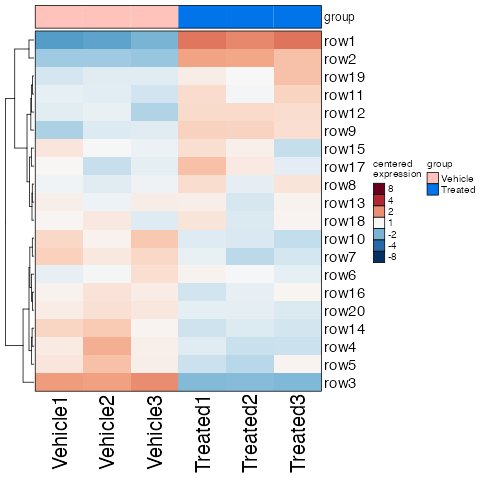 group
row1
row2
row19
row11
row12
row9
row15
row17
row8
row13
row18
row10
row7
row6
row16
row20
row14
row4
row5
row3
Vehicle1
Vehicle2
Vehicle3
Treated1
Treated2
Treated3
centered
expression
8
4
2
1
-2
-4
-8
group
Vehicle
Treated